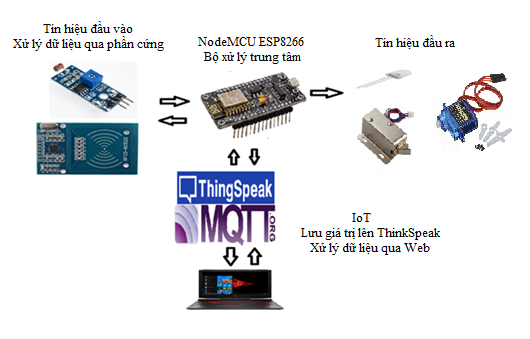 Tín hiệu đầu vào
Xử lý dữ liệu qua phần cứng
NodeMCU ESP8266
Bộ xử lý trung tâm
Tín hiệu đầu ra
ThingSpeak
MQTT
.ORG
IoT
Lưu giá trị lên ThinkSpeak
Xử lý dữ liệu qua Web